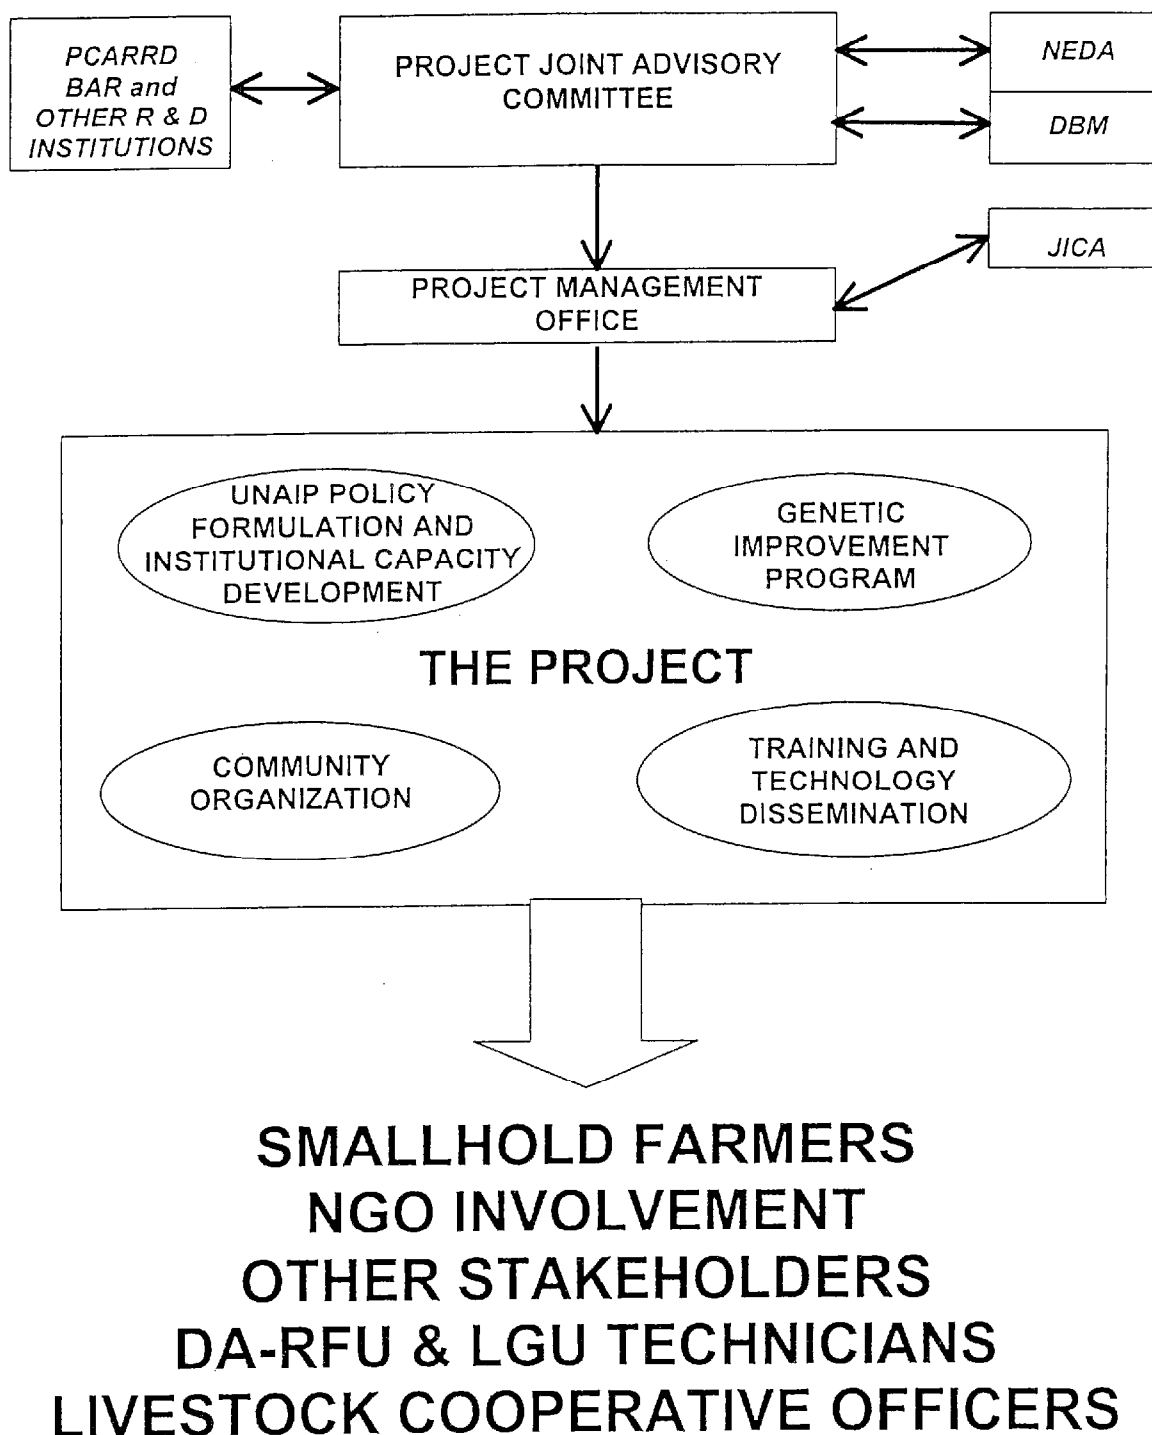 PCARRD
BAR and
OTHER R & D
INSTITUTIONS
PROJECT JOINT ADVISORY
COMMITTEE
NEDA
DBM
JICA
PROJECT MANAGEMENT
OFFICE
UNAIP POLICY
FORMULATION AND
INSTITUTIONAL CAPACITY
DEVELOPMENT
GENETIC
IMPROVEMENT
PROGRAM
THE PROJECT
COMMUNITY
ORGANIZATION
TRAINING AND
TECHNOLOGY
DISSEMINATION
SMALLHOLD FARMERS
NGO INVOLVEMENT
OTHER STAKEHOLDERS
DA-RFU & LGU TECHNICIANS
LIVESTOCK COOPERATIVE OFFICERS